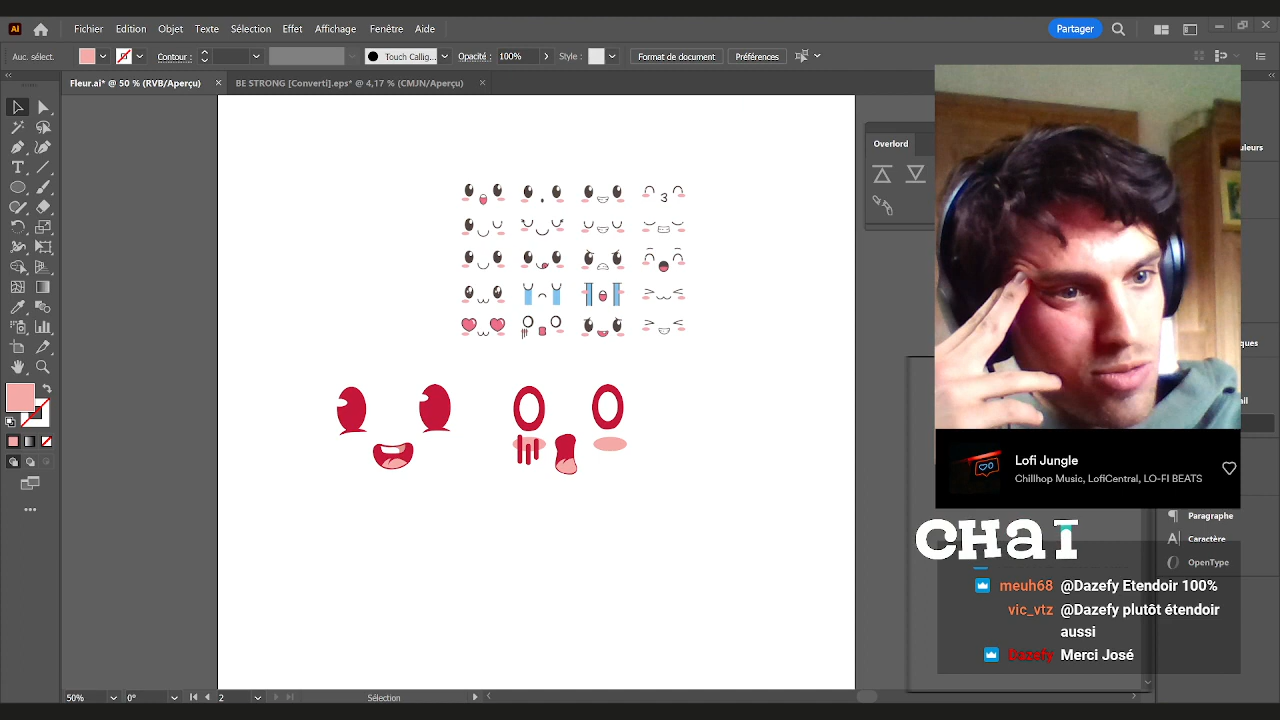 Ai
Fichier Edition Objet Texte Sélection Effet Affichage Fenêtre Aide
Partager
Auc. sélect.
Contour :
Touch Callig...
Opacité : 100%
Style :
Format de document
Préférences
Fleur.ai* @ 50 % (RVB/Aperçu) ×
BE STRONG [Converti].eps* @ 4,17 % (CMJN/Aperçu) ×
Overlord
Lofi Jungle
Chillhop Music, LofiCentral, LO-FI BEATS
Paragraphe
Caractère
OpenType
CHaT
meuh68 @Dazefy Etendoir 100%
vic_vtz @Dazefy plutôt étendoir
aussi
Dazefy Merci José
50%
0°
2
Sélection